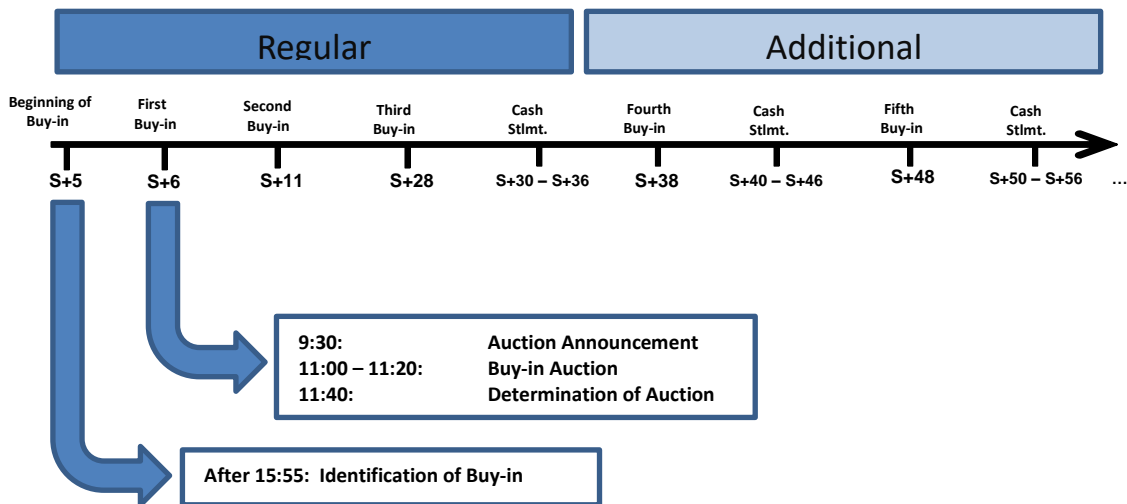 Regular
Additional
Beginning of
Buy-in
First
Buy-in
Second
Buy-in
Third
Buy-in
Cash
Stlmt.
Fourth
Buy-in
Cash
Stlmt.
Fifth
Buy-in
Cash
Stlmt.
S+5
S+6
S+11
S+28
S+30 – S+36
S+38
S+40 – S+46
S+48
S+50 – S+56
...
9:30: Auction Announcement
11:00 – 11:20: Buy-in Auction
11:40: Determination of Auction
After 15:55: Identification of Buy-in